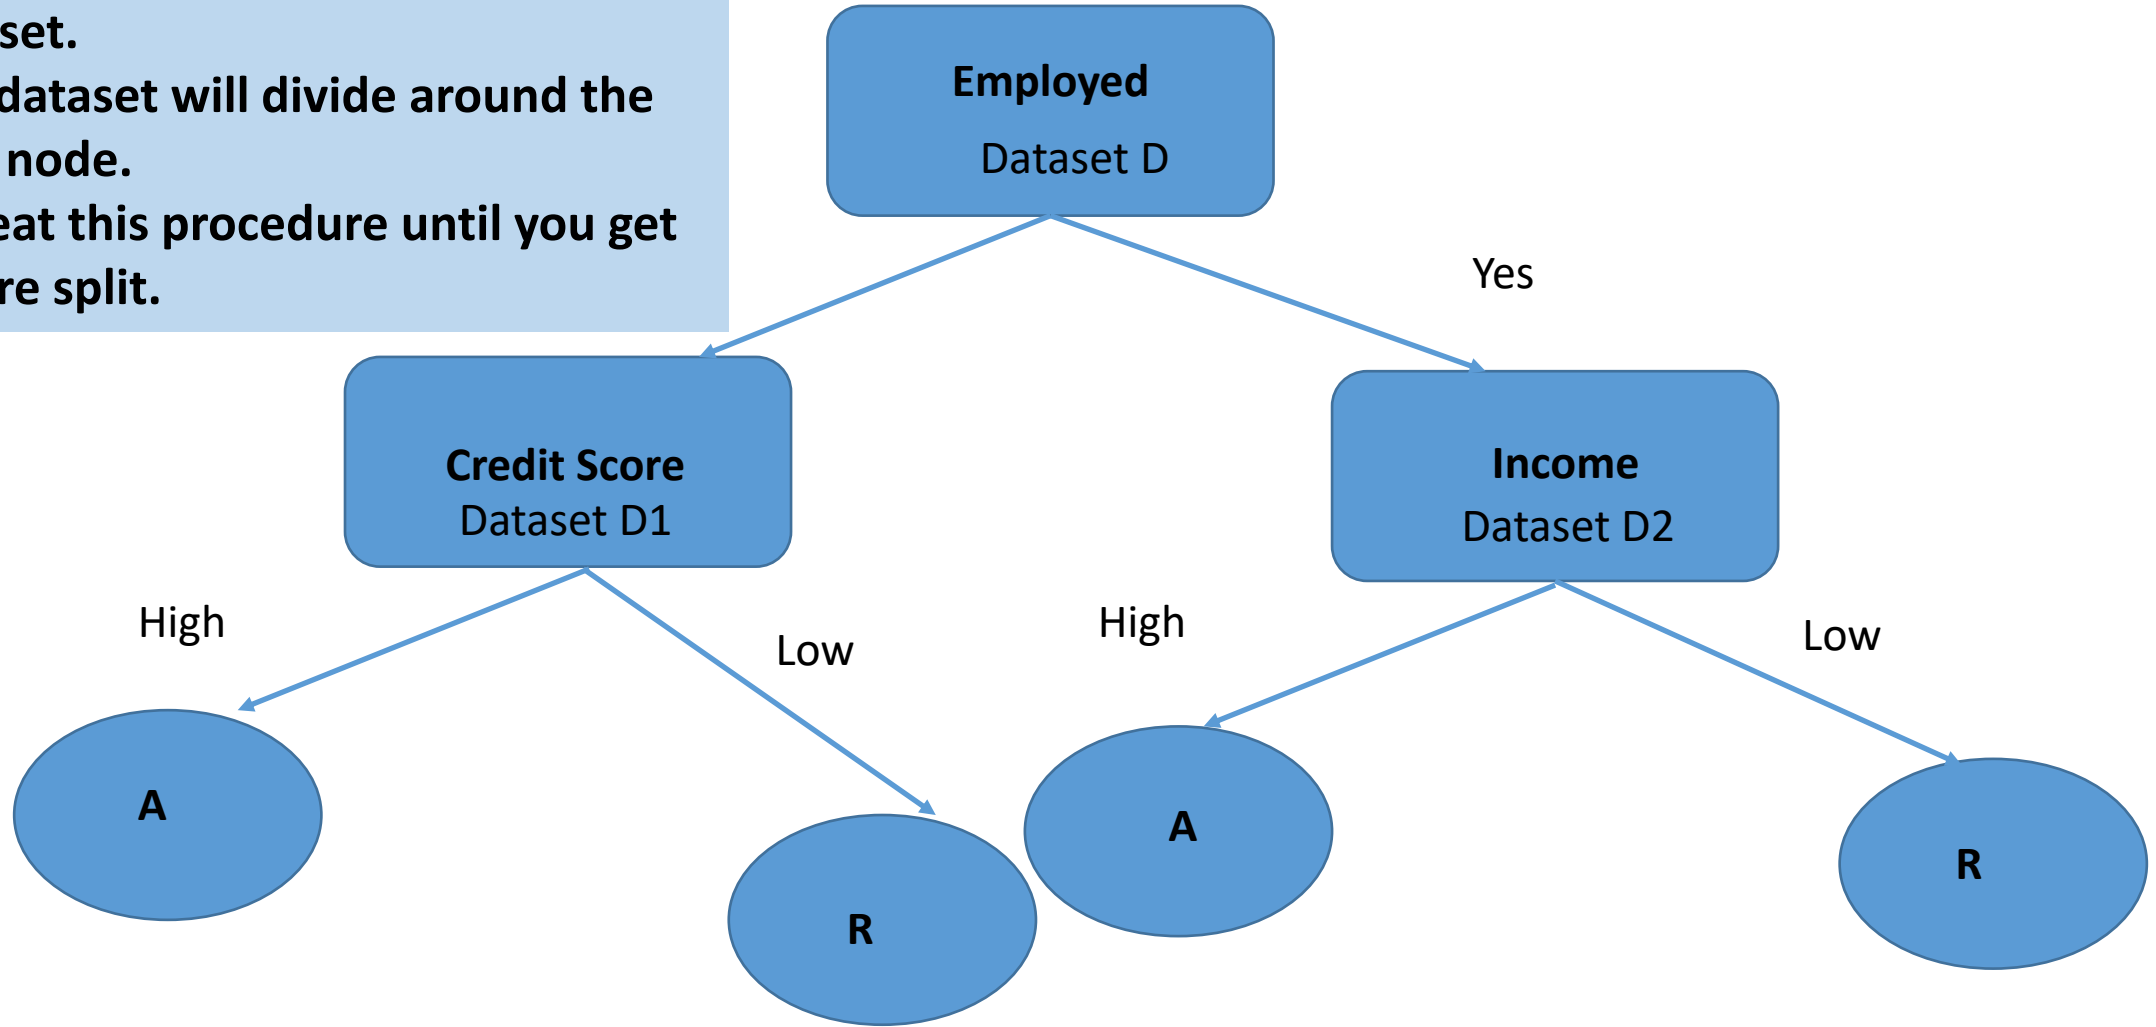 set.
dataset will divide around the
node.
eat this procedure until you get
re split.
Employed
Dataset D
Yes
Credit Score
Dataset D1
Income
Dataset D2
High
Low
High
Low
A
R
A
R